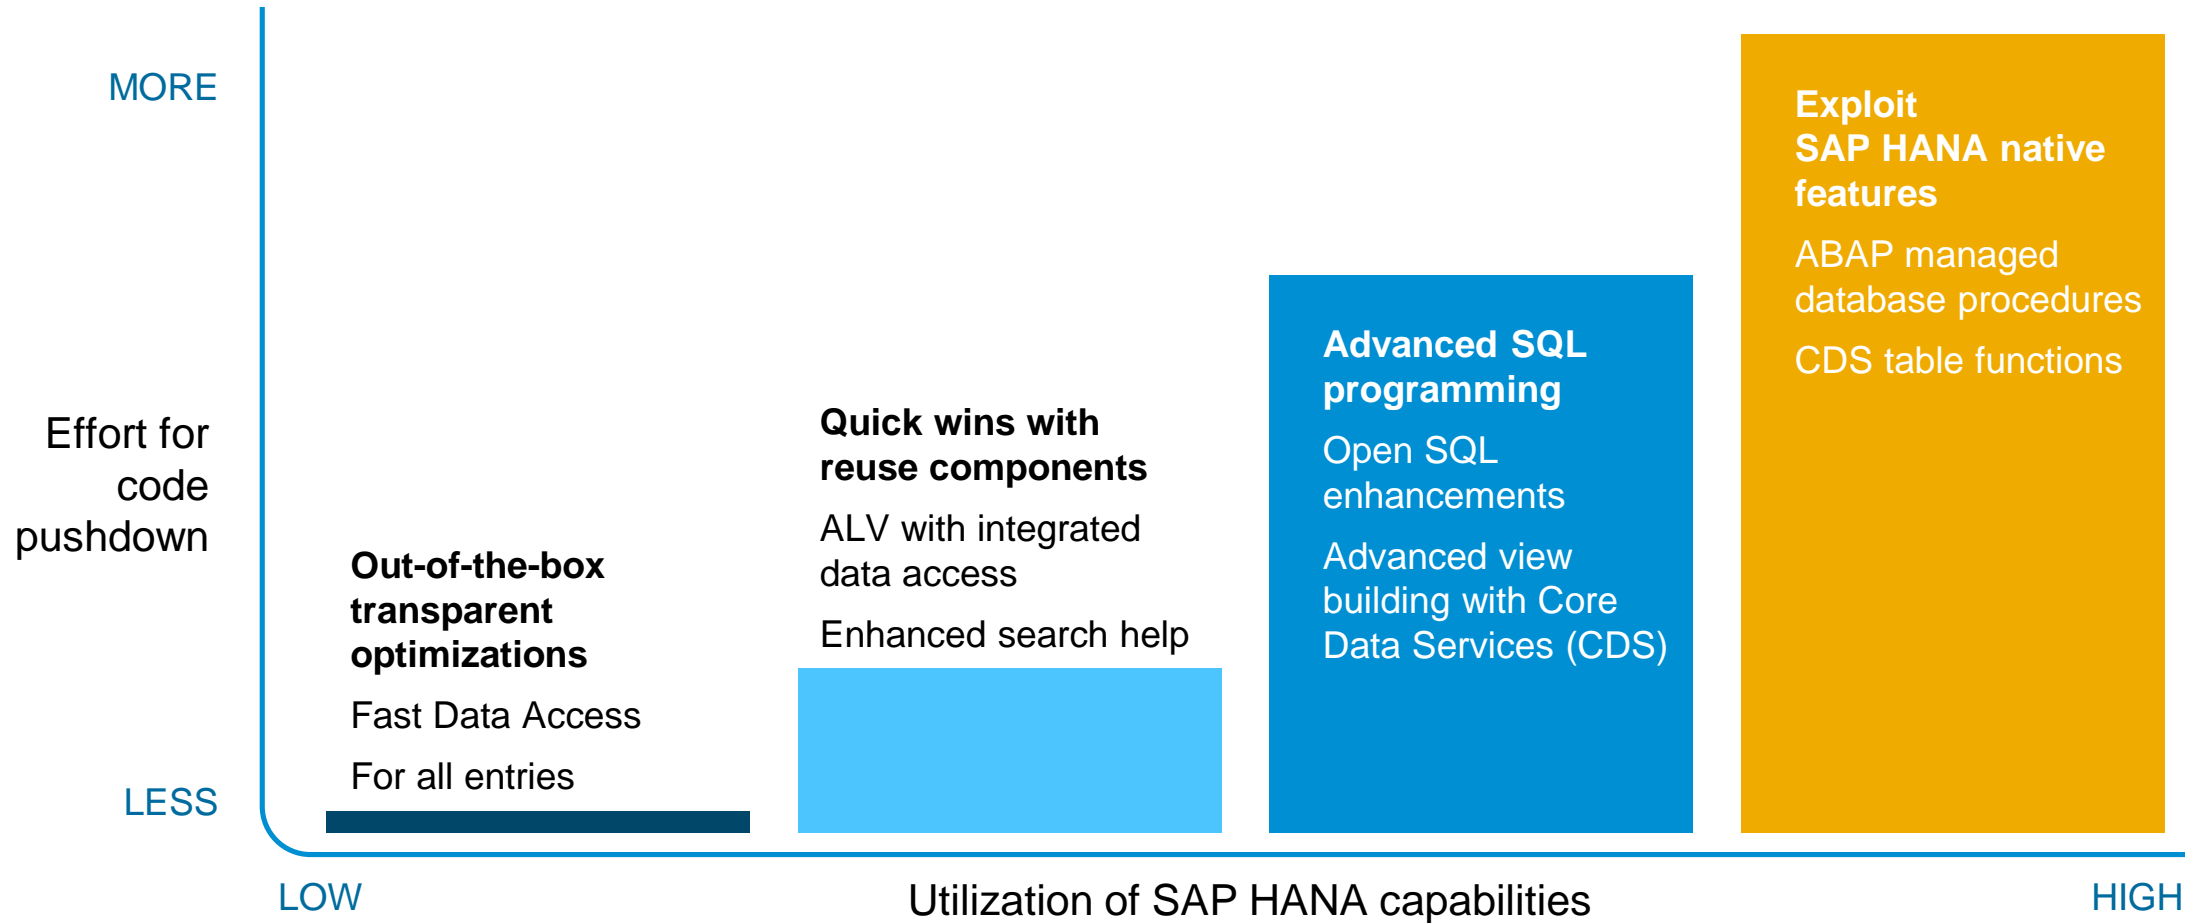 MORE
Effort for
code
pushdown
LESS
Out-of-the-box
transparent
optimizations
Fast Data Access
For all entries
Quick wins with
reuse components
ALV with integrated
data access
Enhanced search help
Advanced SQL
programming
Open SQL
enhancements
Advanced view
building with Core
Data Services (CDS)
Exploit
SAP HANA native
features
ABAP managed
database procedures
CDS table functions
LOW
Utilization of SAP HANA capabilities
HIGH